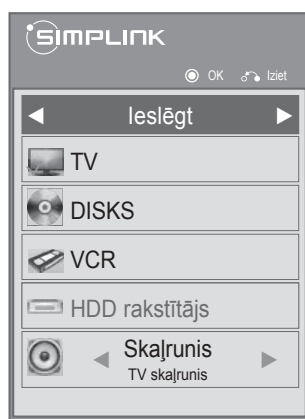 SIMPLINK
OK Iziet
Ieslēgt
TV
DISKS
VCR
HDD rakstītājs
Skaļrunis
TV skaļrunis